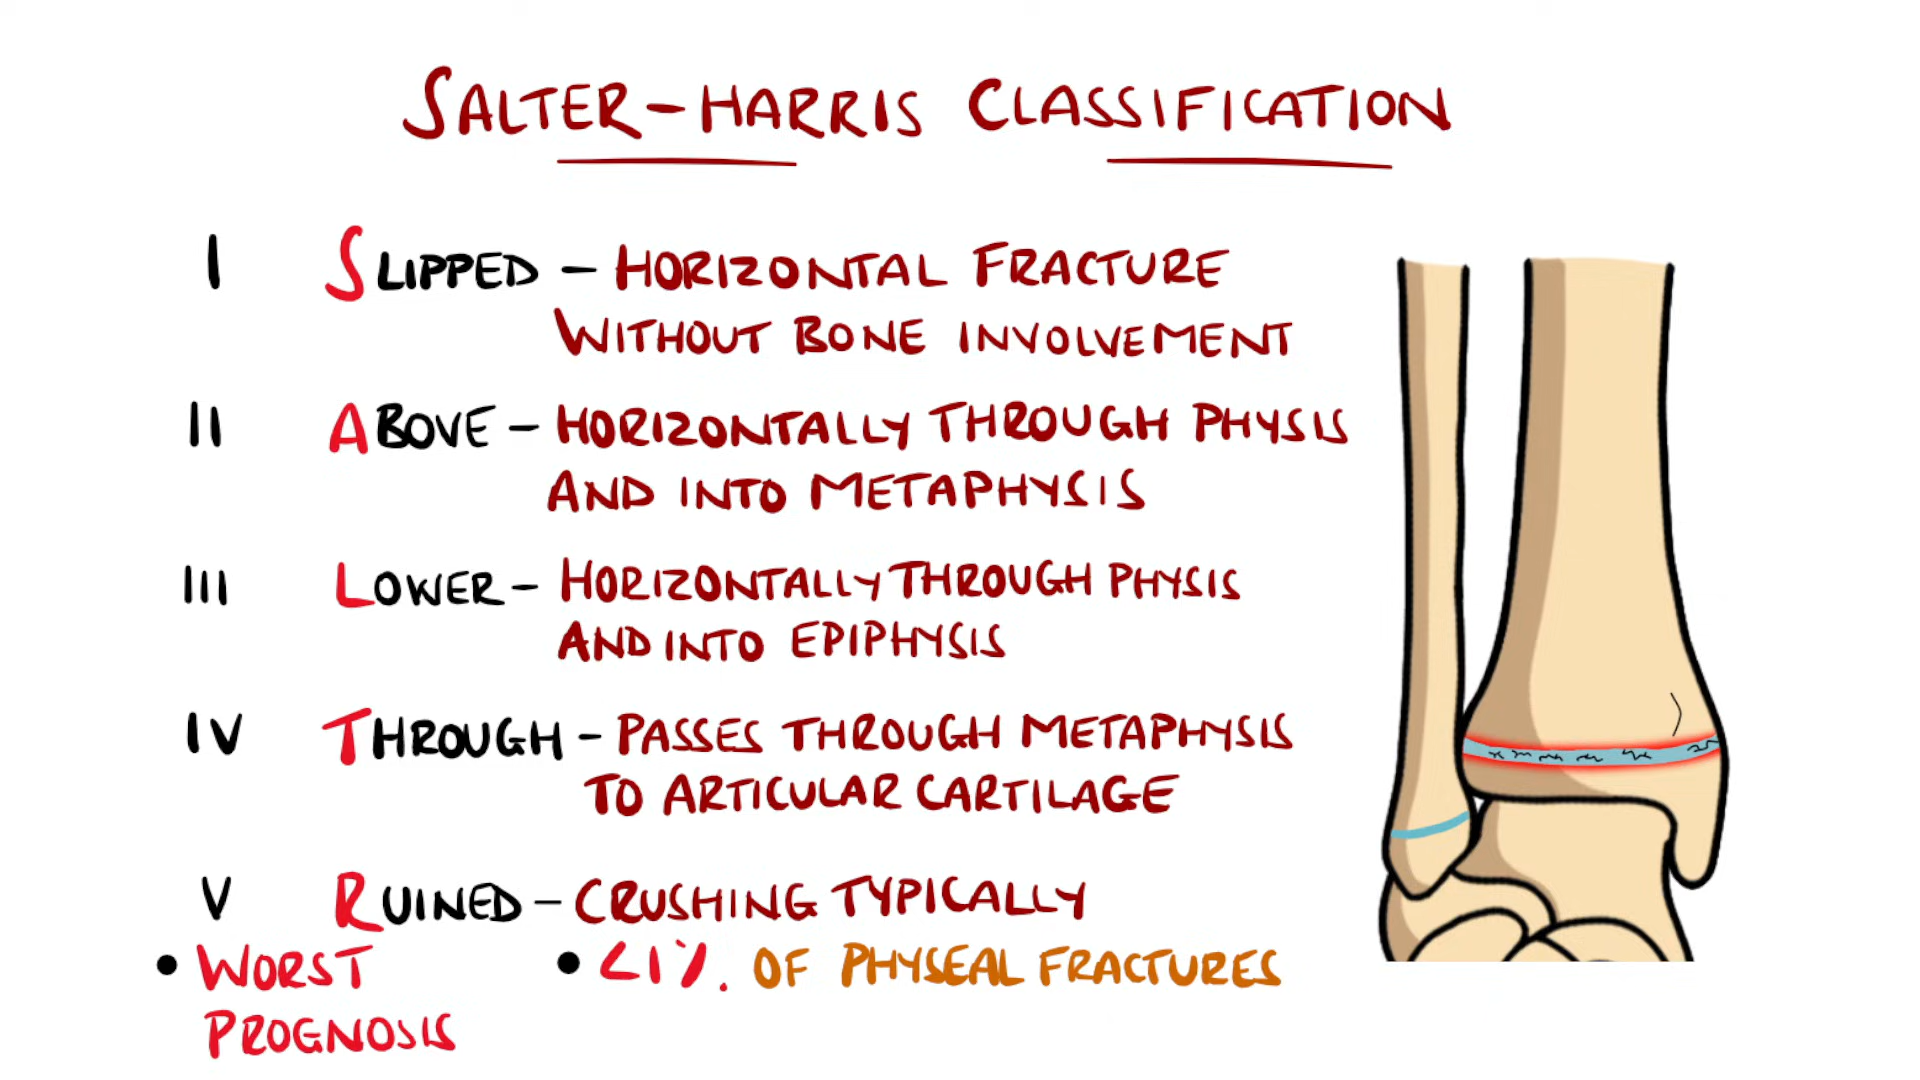 SALTER-HARRIS CLASSIFICATION
I SLIPPED - HORIZONTAL FRACTURE
WITHOUT BONE INVOLVEMENT
II ABOVE - HORIZONTALLY THROUGH PHYSIS
AND INTO METAPHYSIS
III LOWER - HORIZONTALLY THROUGH PHYSIS
AND INTO EPIPHYSIS
IV THROUGH - PASSES THROUGH METAPHYSIS
TO ARTICULAR CARTILAGE
V RUINED - CRUSHING TYPICALLY
• WORST
PROGNOSIS
• <1% OF PHYSEAL FRACTURES